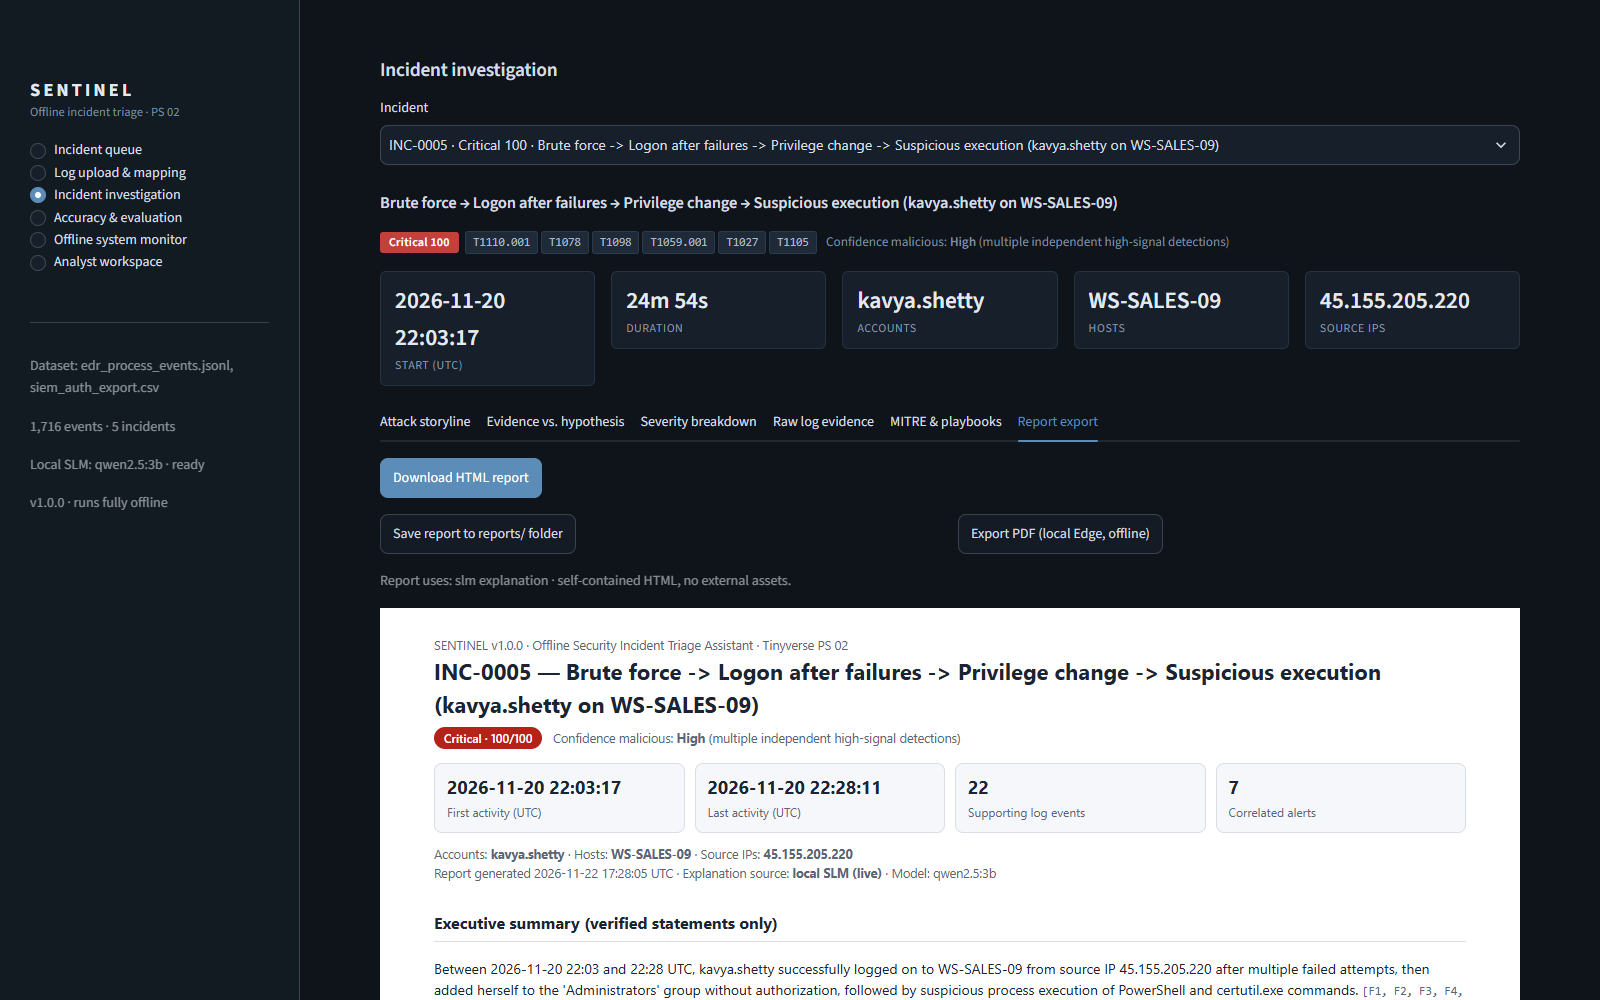 SENTINEL
Offline incident triage · PS 02
Incident queue
Log upload & mapping
Incident investigation
Accuracy & evaluation
Offline system monitor
Analyst workspace
Dataset: edr_process_events.jsonl,
siem_auth_export.csv
1,716 events · 5 incidents
Local SLM: qwen2.5:3b · ready
v1.0.0 · runs fully offline
Incident investigation
Incident
INC-0005 · Critical 100 · Brute force -> Logon after failures -> Privilege change -> Suspicious execution (kavya.shetty on WS-SALES-09)
Brute force → Logon after failures → Privilege change → Suspicious execution (kavya.shetty on WS-SALES-09)
Critical 100 T1110.001 T1078 T1098 T1059.001 T1027 T1105 Confidence malicious: High (multiple independent high-signal detections)
2026-11-20
22:03:17
START (UTC)
24m 54s
DURATION
kavya.shetty
ACCOUNTS
WS-SALES-09
HOSTS
45.155.205.220
SOURCE IPS
Attack storyline Evidence vs. hypothesis Severity breakdown Raw log evidence MITRE & playbooks Report export
Download HTML report
Save report to reports/ folder
Export PDF (local Edge, offline)
Report uses: slm explanation · self-contained HTML, no external assets.
SENTINEL v1.0.0 · Offline Security Incident Triage Assistant · Tinyverse PS 02
INC-0005 — Brute force -> Logon after failures -> Privilege change -> Suspicious execution
(kavya.shetty on WS-SALES-09)
Critical · 100/100 Confidence malicious: High (multiple independent high-signal detections)
2026-11-20 22:03:17
First activity (UTC)
2026-11-20 22:28:11
Last activity (UTC)
22
Supporting log events
7
Correlated alerts
Accounts: kavya.shetty · Hosts: WS-SALES-09 · Source IPs: 45.155.205.220
Report generated 2026-11-22 17:28:05 UTC · Explanation source: local SLM (live) · Model: qwen2.5:3b
Executive summary (verified statements only)
Between 2026-11-20 22:03 and 22:28 UTC, kavya.shetty successfully logged on to WS-SALES-09 from source IP 45.155.205.220 after multiple failed attempts, then
added herself to the 'Administrators' group without authorization, followed by suspicious process execution of PowerShell and certutil.exe commands. [F1, F2, F3, F4,